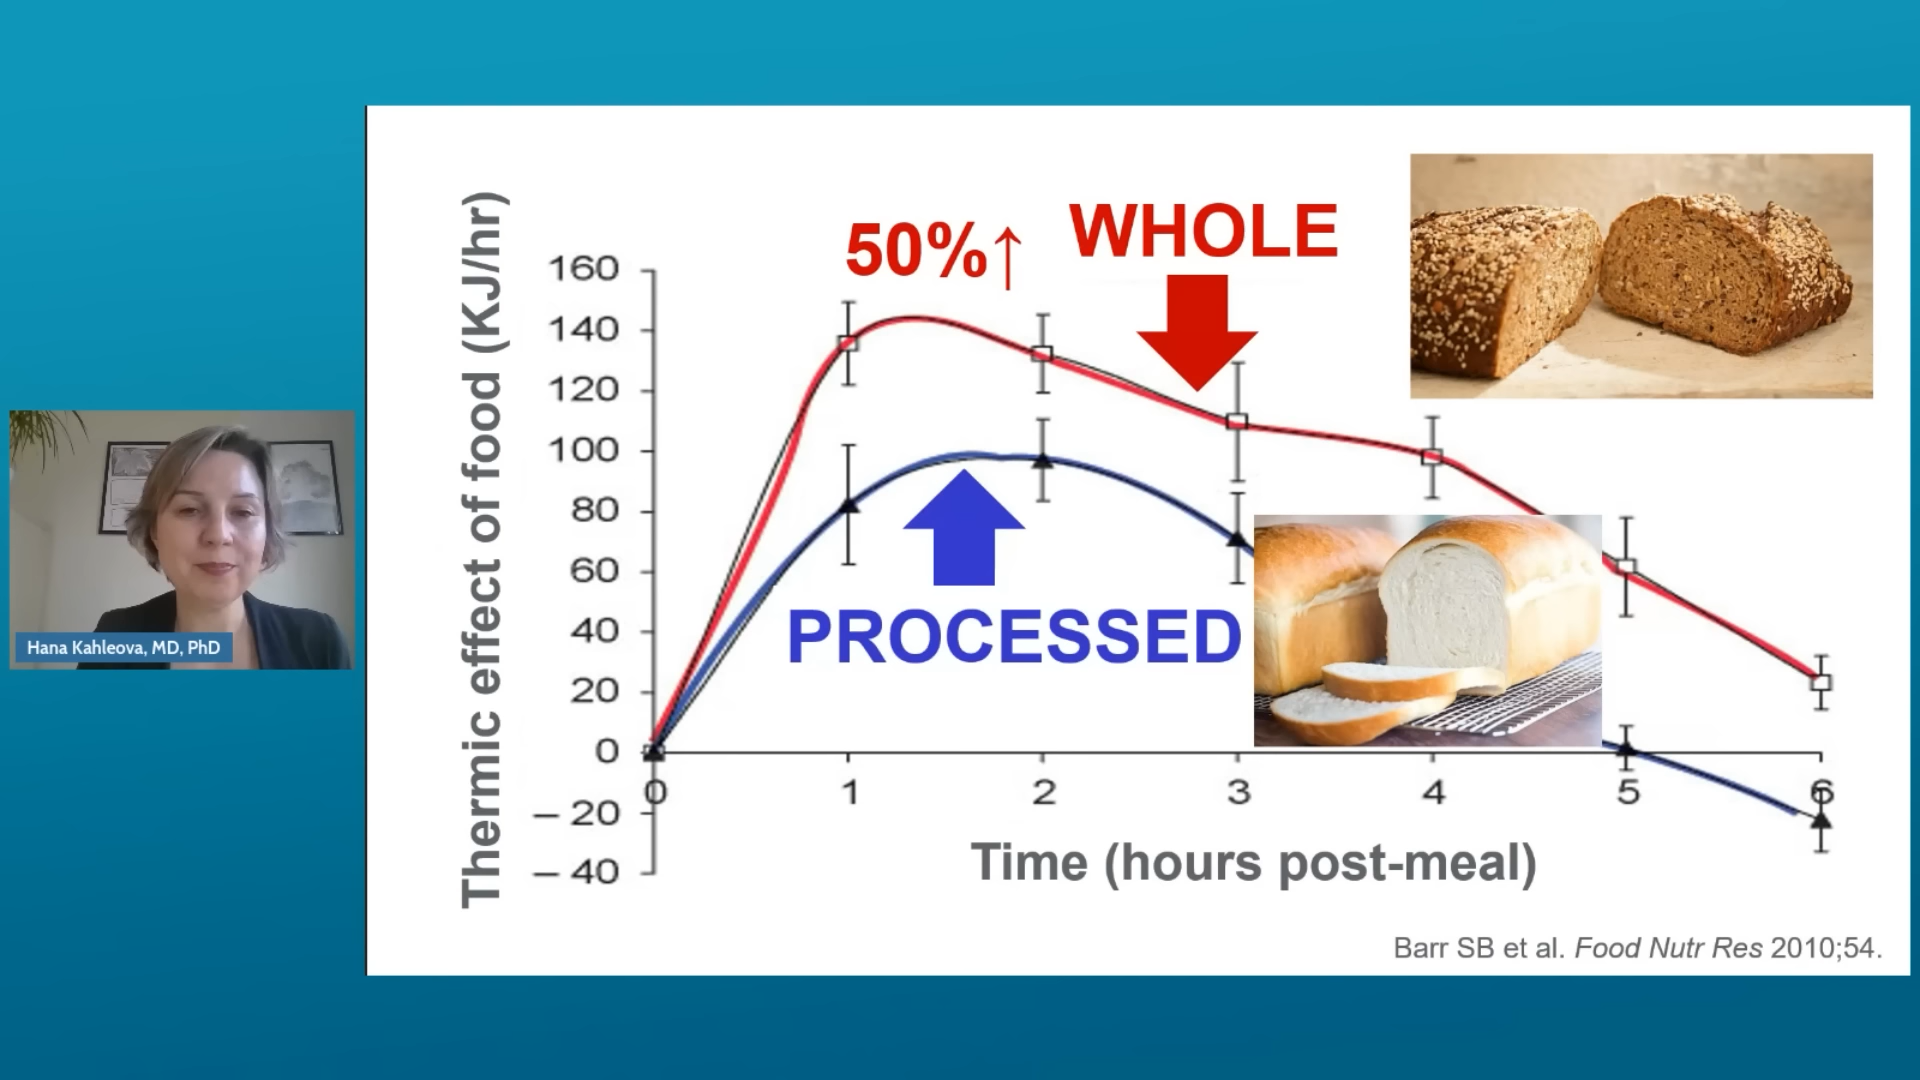 50%↑
WHOLE
Thermic effect of food (KJ/hr)
160
140
120
100
80
60
40
20
0
– 20
– 40
PROCESSED
0 1 2 3 4 5 6
Time (hours post-meal)
Hana Kahleova, MD, PhD
Barr SB et al. Food Nutr Res 2010;54.